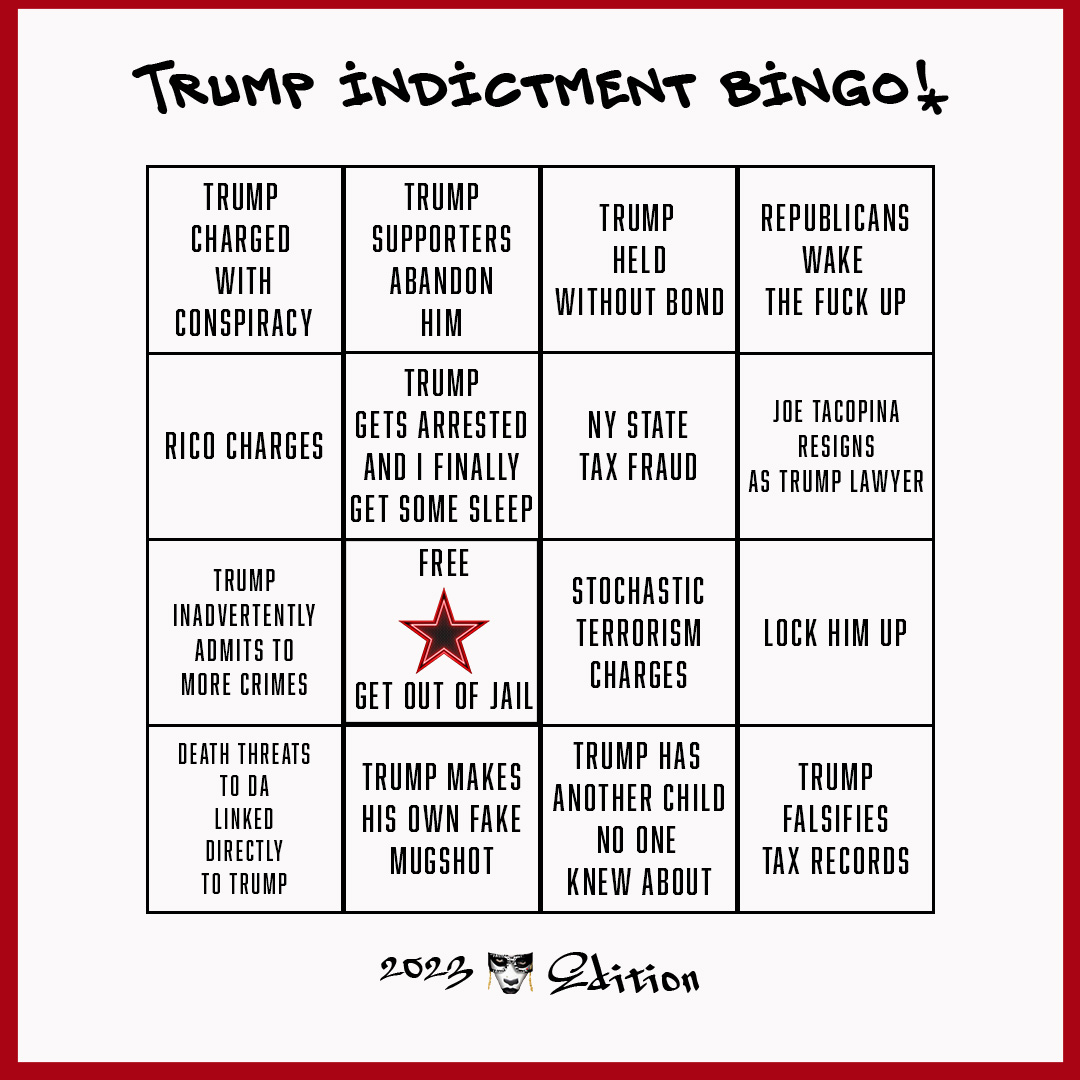 TRUMP INDICTMENT BINGO!
TRUMP
CHARGED
WITH
CONSPIRACY
TRUMP
SUPPORTERS
ABANDON
HIM
TRUMP
HELD
WITHOUT BOND
REPUBLICANS
WAKE
THE FUCK UP
RICO CHARGES
TRUMP
GETS ARRESTED
AND I FINALLY
GET SOME SLEEP
NY STATE
TAX FRAUD
JOE TACOPINA
RESIGNS
AS TRUMP LAWYER
TRUMP
INADVERTENTLY
ADMITS TO
MORE CRIMES
FREE
GET OUT OF JAIL
STOCHASTIC
TERRORISM
CHARGES
LOCK HIM UP
DEATH THREATS
TO DA
LINKED
DIRECTLY
TO TRUMP
TRUMP MAKES
HIS OWN FAKE
MUGSHOT
TRUMP HAS
ANOTHER CHILD
NO ONE
KNEW ABOUT
TRUMP
FALSIFIES
TAX RECORDS
2023 Edition